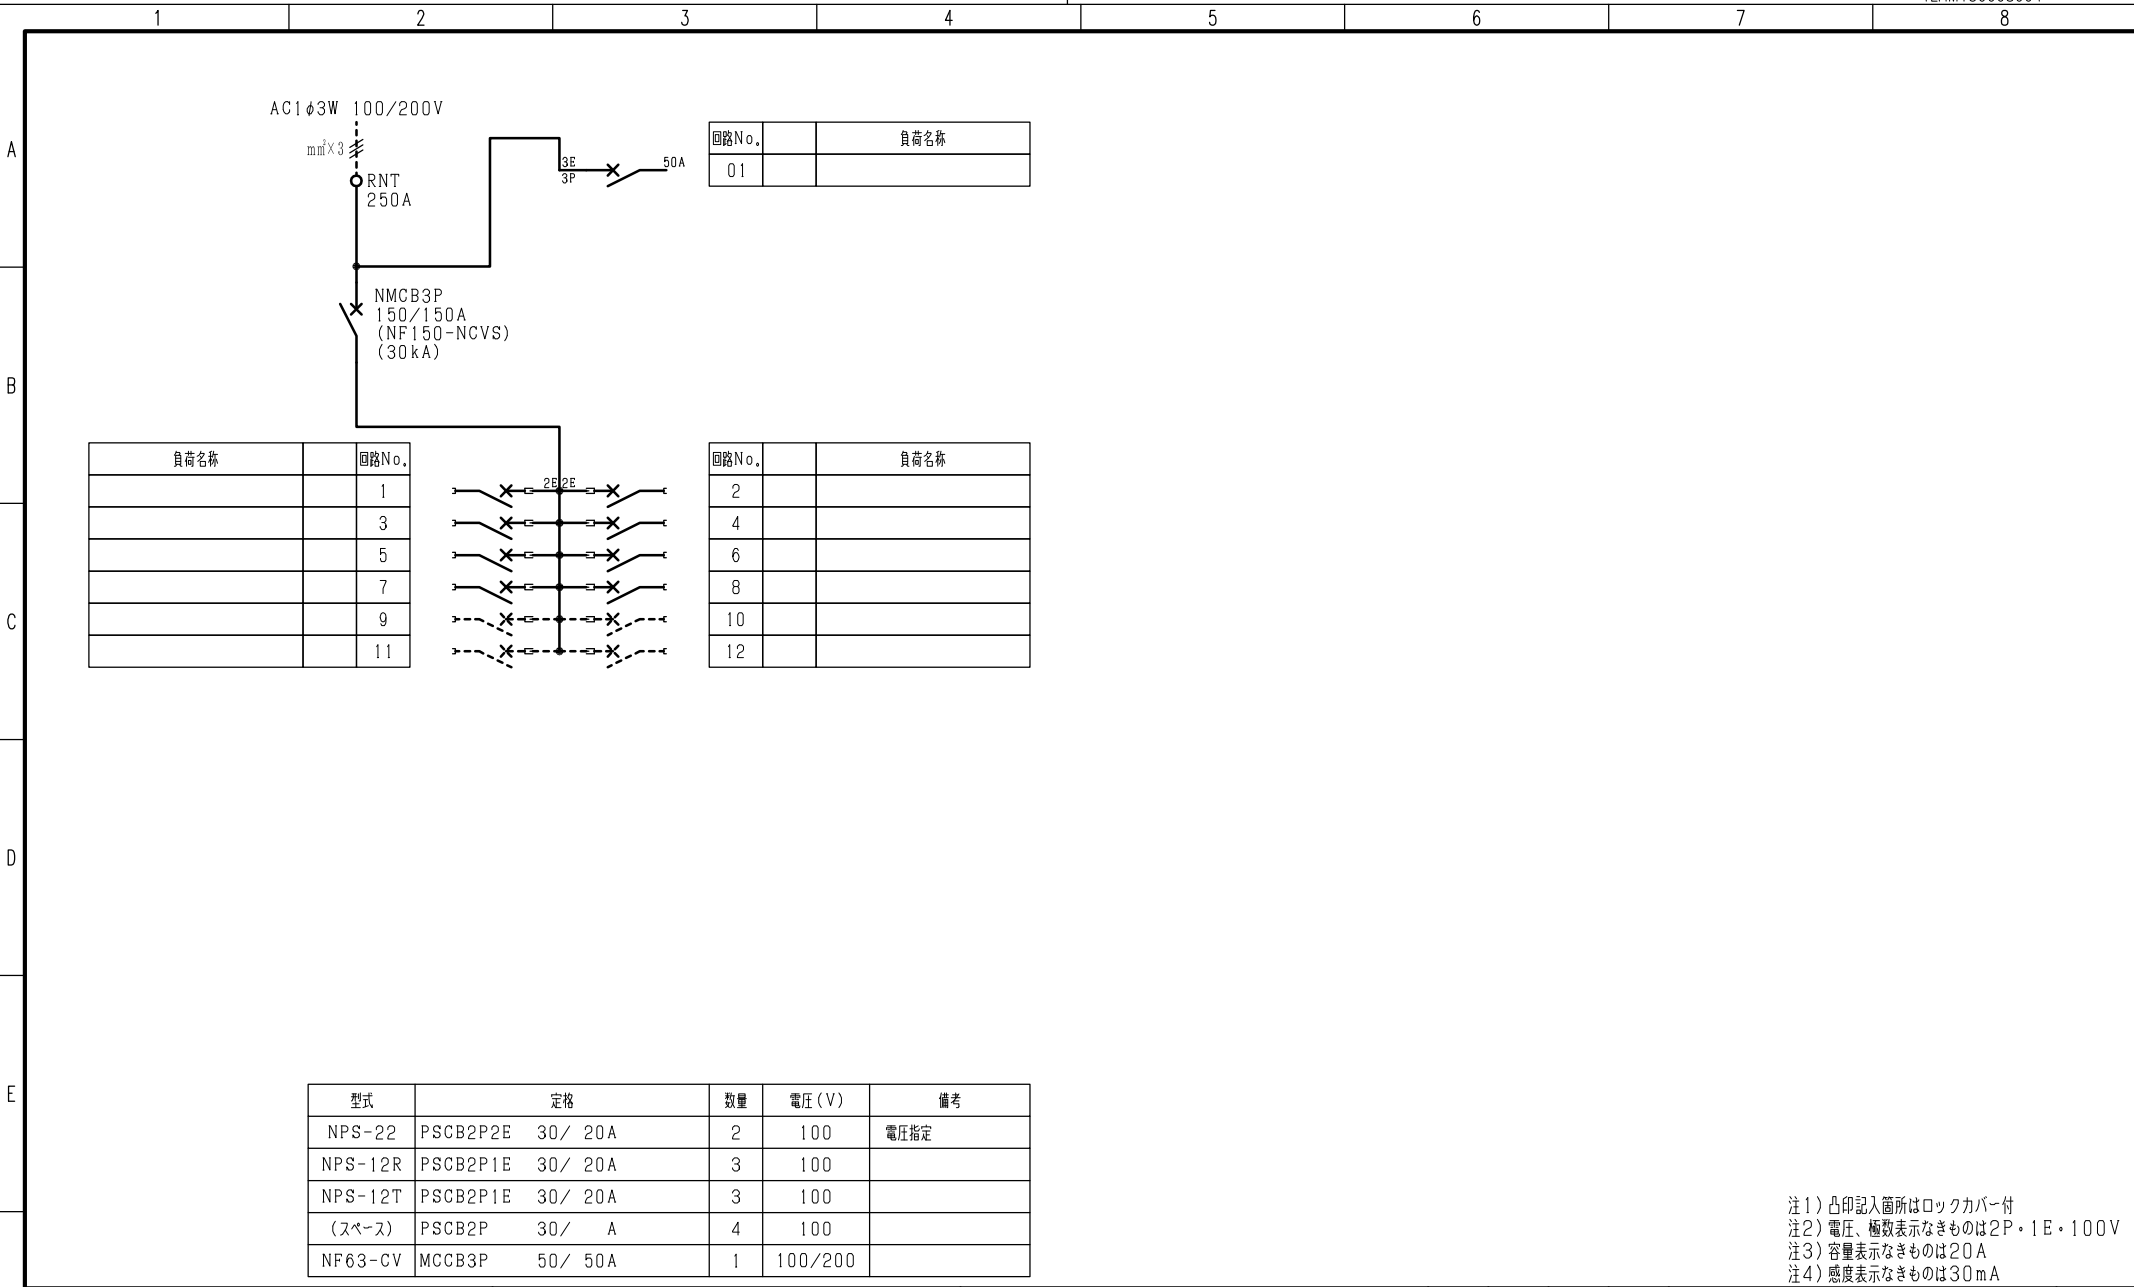 1 2 3 4 5 6 7 8
A
B
C
D
E
AC1φ3W 100/200V
mm²×3
RNT
250A
3E
3P
50A
回路No. 負荷名称
01
NMCB3P
150/150A
(NF150-NCVS)
(30kA)
負荷名称 回路No.
1
3
5
7
9
11
2E 2E
回路No. 負荷名称
2
4
6
8
10
12
型式 定格 数量 電圧(V) 備考
NPS-22 PSCB2P2E 30/ 20A 2 100 電圧指定
NPS-12R PSCB2P1E 30/ 20A 3 100
NPS-12T PSCB2P1E 30/ 20A 3 100
(スペース) PSCB2P 30/ A 4 100
NF63-CV MCCB3P 50/ 50A 1 100/200
注1)凸印記入箇所はロックカバー付
注2)電圧、極数表示なきものは2P・1E・100V
注3)容量表示なきものは20A
注4)感度表示なきものは30mA